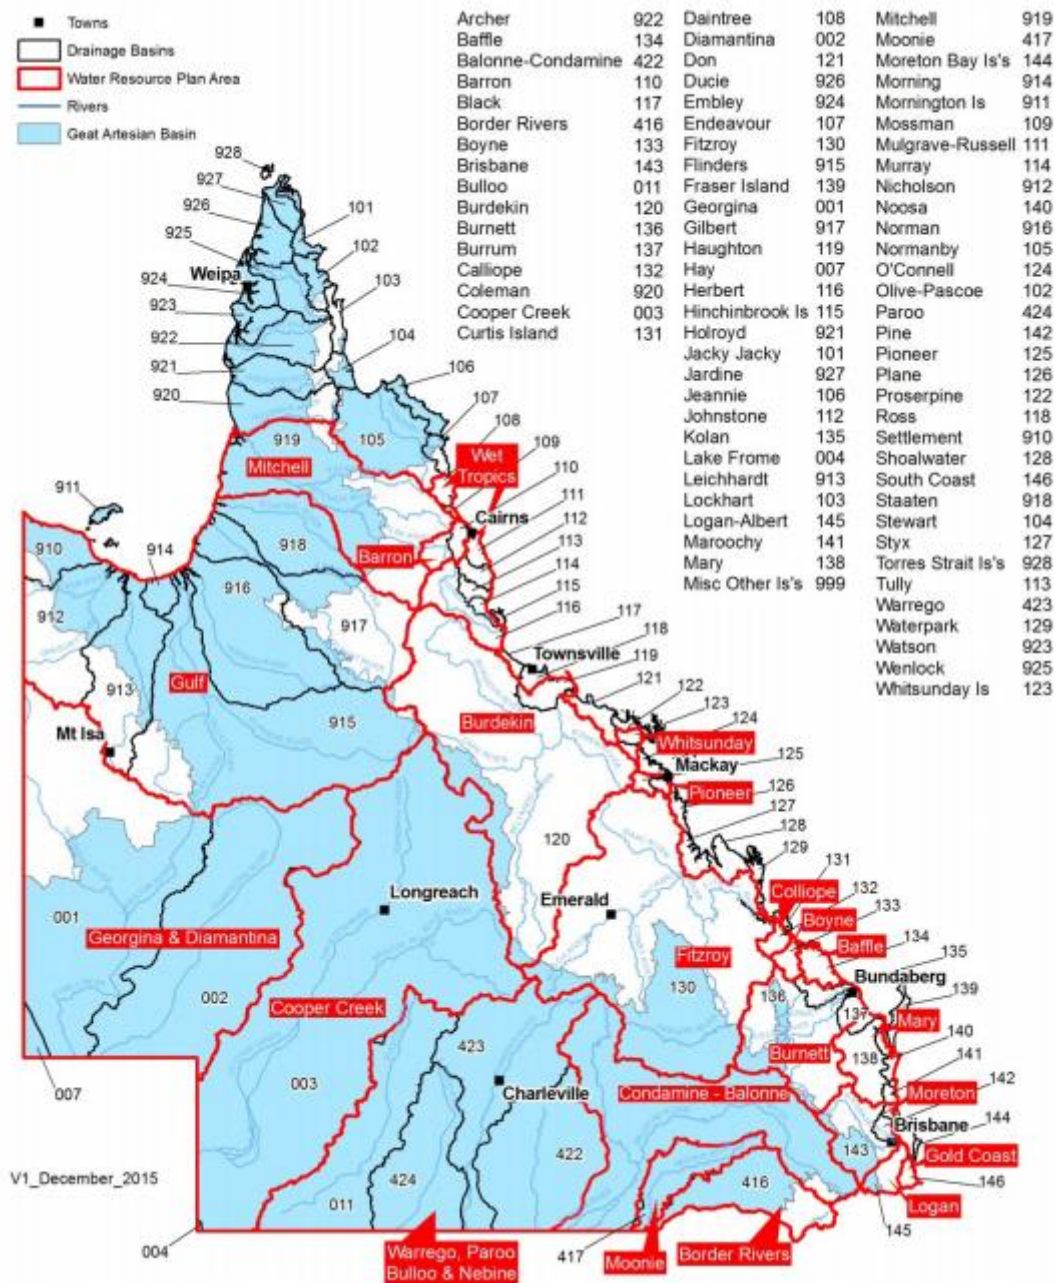 Towns
Drainage Basins
Water Resource Plan Area
Rivers
Geat Artesian Basin
Archer 922
Baffle 134
Balonne-Condamine 422
Barron 110
Black 117
Border Rivers 416
Boyne 133
Brisbane 143
Bulloo 011
Burdekin 120
Burnett 136
Burrum 137
Calliope 132
Coleman 920
Cooper Creek 003
Curtis Island 131
Daintree 108
Diamantina 002
Don 121
Ducie 926
Embley 924
Endeavour 107
Fitzroy 130
Flinders 915
Fraser Island 139
Georgina 001
Gilbert 917
Haughton 119
Hay 007
Herbert 116
Hinchinbrook Is 115
Holroyd 921
Jacky Jacky 101
Jardine 927
Jeannie 106
Johnstone 112
Kolan 135
Lake Frome 004
Leichhardt 913
Lockhart 103
Logan-Albert 145
Maroochy 141
Mary 138
Misc Other Is's 999
Mitchell 919
Moonie 417
Moreton Bay Is's 144
Morning 914
Mornington Is 911
Mossman 109
Mulgrave-Russell 111
Murray 114
Nicholson 912
Noosa 140
Norman 916
Normanby 105
O'Connell 124
Olive-Pascoe 102
Paroo 424
Pine 142
Pioneer 125
Plane 126
Proserpine 122
Ross 118
Settlement 910
Shoalwater 128
South Coast 146
Staaten 918
Stewart 104
Styx 127
Torres Strait Is's 928
Tully 113
Warrego 423
Waterpark 129
Watson 923
Wenlock 925
Whitsunday Is 123
928
927
926
101
925
102
Weipa
924
103
923
922
104
921
106
920
107
919
105
108
Mitchell
Wet
Tropics
109
110
911
111
Cairns
112
910
914
918
Barron
113
916
114
115
912
917
116
117
Townsville
118
913
Gulf
119
121
915
Burdekin
122
123
124
Mt Isa
Whitsunday
Mackay
125
Pioneer
126
127
120
128
129
131
Longreach
Emerald
Colliope
132
001
Boyne
133
Georgina & Diamantina
Fitzroy
Baffle
134
135
Bundaberg
002
130
136
139
Cooper Creek
137
Mary
140
423
Burnett
138
141
003
Charleville
Condamine - Balonne
Moreton
142
007
144
Brisbane
143
Gold Coast
422
V1_December_2015
424
416
146
011
Logan
145
004
417
Warrego, Paroo
Bulloo & Nebine
Moonie
Border Rivers